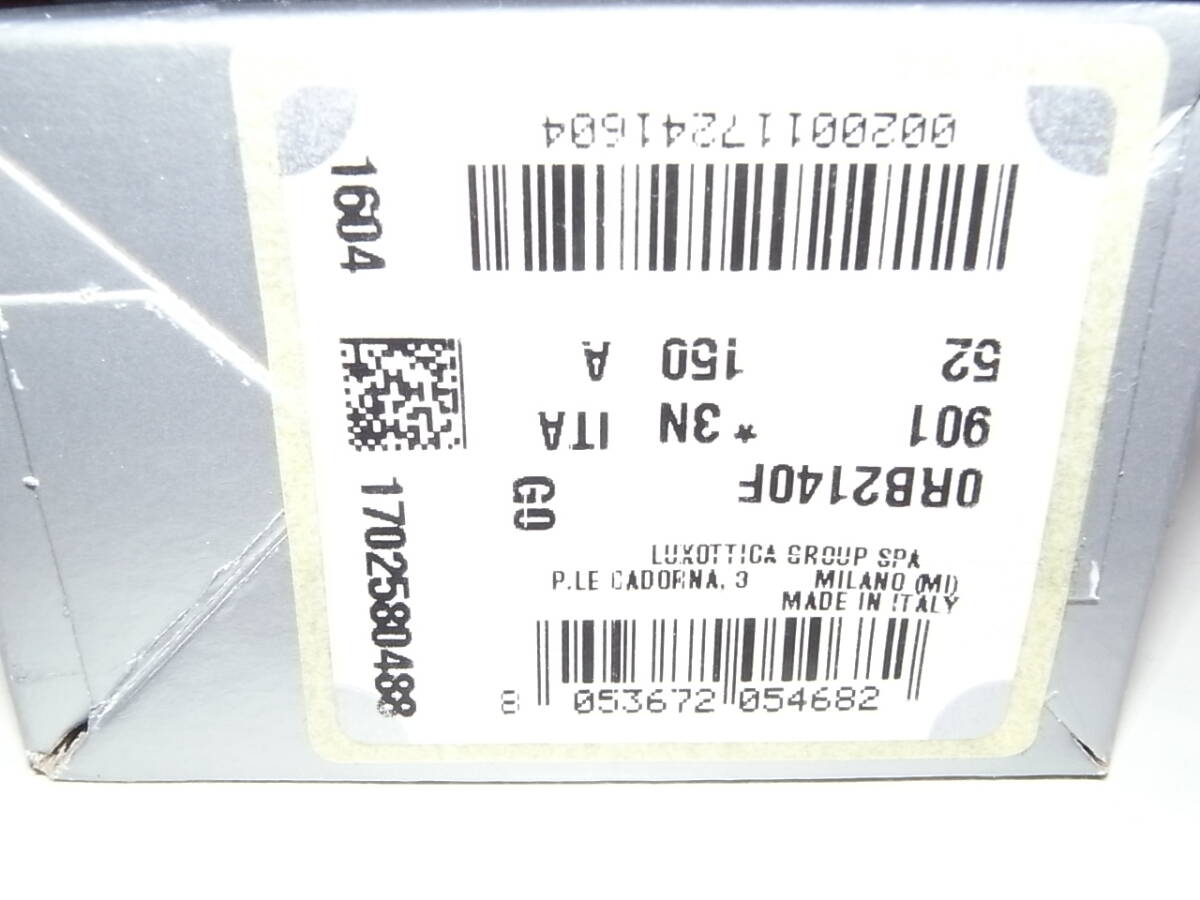 00200117241604
1604
52 150 A
901 *3N ITA
0RB2140F
G0
1702580488
LUXOTTICA GROUP SPA
P.LE CADORNA, 3 MILANO (MI)
MADE IN ITALY
8 053672 054682